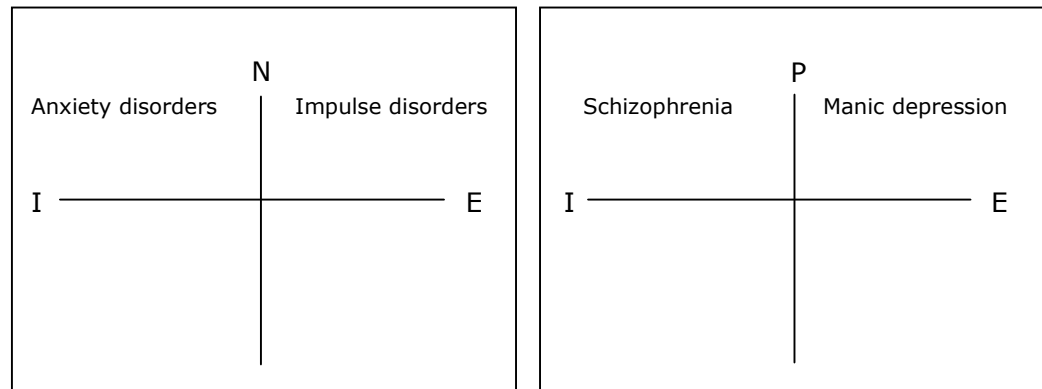 N
Anxiety disorders Impulse disorders
I E
P
Schizophrenia Manic depression
I E